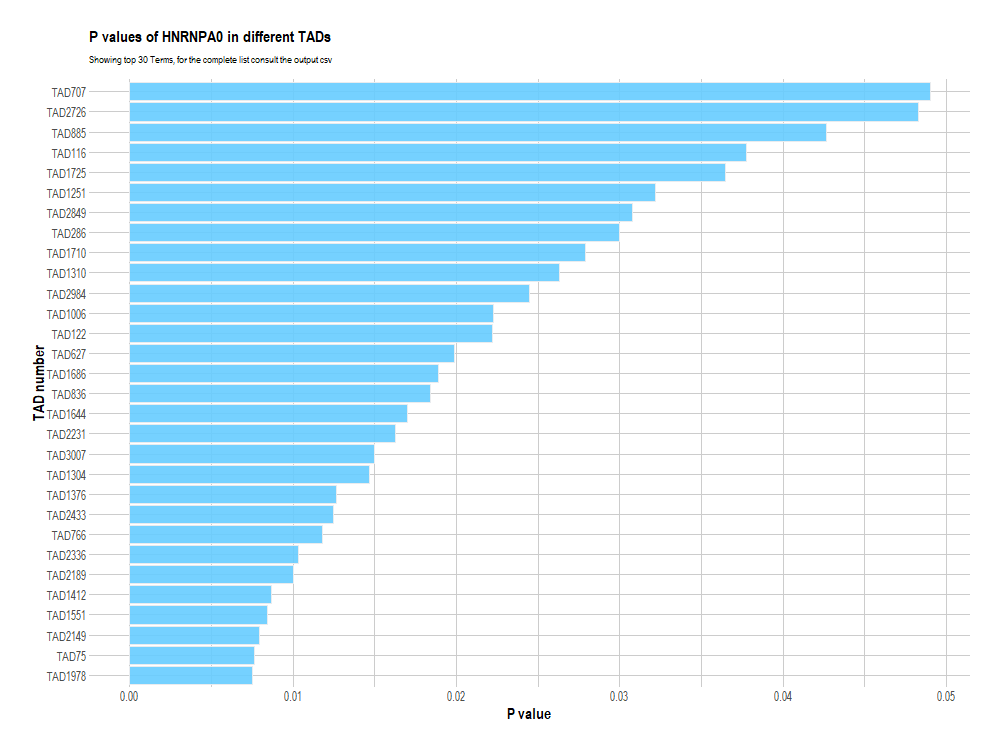 P values of HNRNPA0 in different TADs
Showing top 30 Terms, for the complete list consult the output csv
TAD707
TAD2726
TAD885
TAD116
TAD1725
TAD1251
TAD2849
TAD286
TAD1710
TAD1310
TAD2984
TAD1006
TAD122
TAD627
TAD1686
TAD836
TAD1644
TAD2231
TAD3007
TAD1304
TAD1376
TAD2433
TAD766
TAD2336
TAD2189
TAD1412
TAD1551
TAD2149
TAD75
TAD1978
TAD number
0.00 0.01 0.02 0.03 0.04 0.05
P value